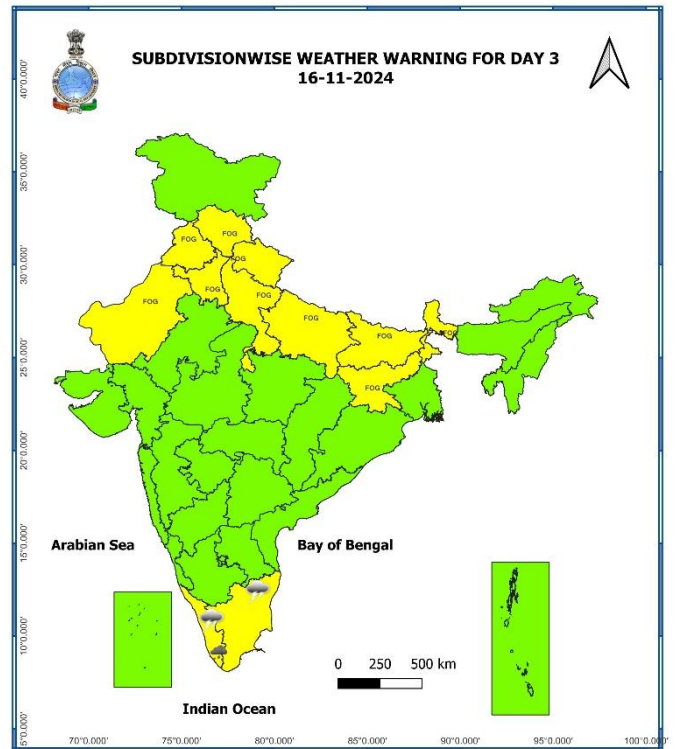 SUBDIVISIONWISE WEATHER WARNING FOR DAY 3
16-11-2024
40°0.000'
35°0.000'
30°0.000'
25°0.000'
20°0.000'
15°0.000'
10°0.000'
5°0.000'
FOG
FOG
FOG
FOG
FOG
FOG
FOG
FOG
FOG
FOG
Arabian Sea
Bay of Bengal
0 250 500 km
Indian Ocean
70°0.000' 75°0.000' 80°0.000' 85°0.000' 90°0.000' 95°0.000' 100°0.000'